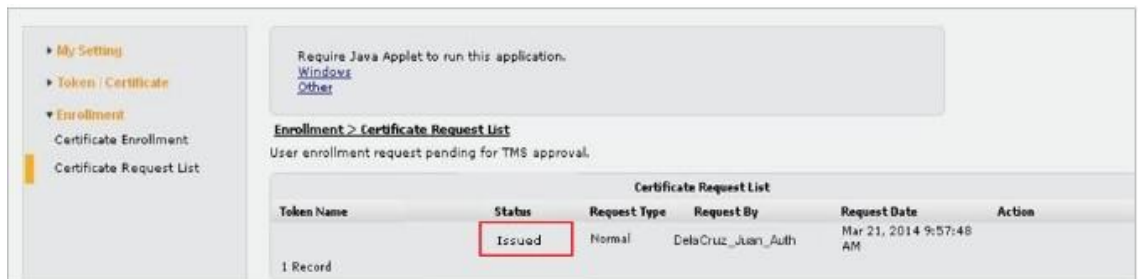 My Setting
Token | Certificate
Enrollment
Certificate Enrollment
Certificate Request List
Require Java Applet to run this application.
Windows
Other
Enrollment > Certificate Request List
User enrollment request pending for TMS approval.
Certificate Request List
Token Name Status Request Type Request By Request Date Action
Issued Normal DelaCruz_Juan_Auth Mar 21, 2014 9:57:48
AM
1 Record